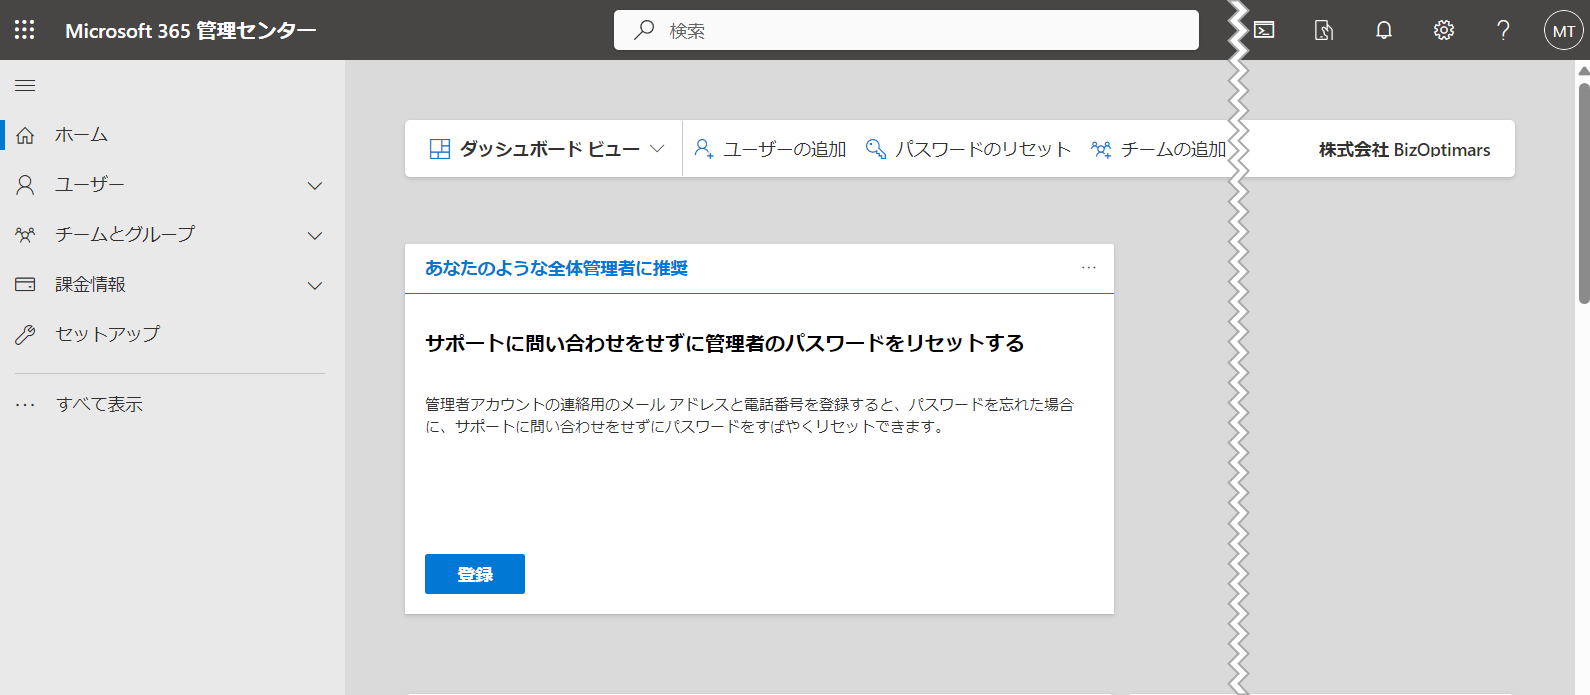 Microsoft 365 管理センター
検索
MT
ホーム
ユーザー
チームとグループ
課金情報
セットアップ
すべて表示
ダッシュボード ビュー
ユーザーの追加
パスワードのリセット
チームの追加
株式会社 BizOptimars
あなたのような全体管理者に推奨
サポートに問い合わせをせずに管理者のパスワードをリセットする
管理者アカウントの連絡用のメール アドレスと電話番号を登録すると、パスワードを忘れた場合
に、サポートに問い合わせをせずにパスワードをすばやくリセットできます。
登録